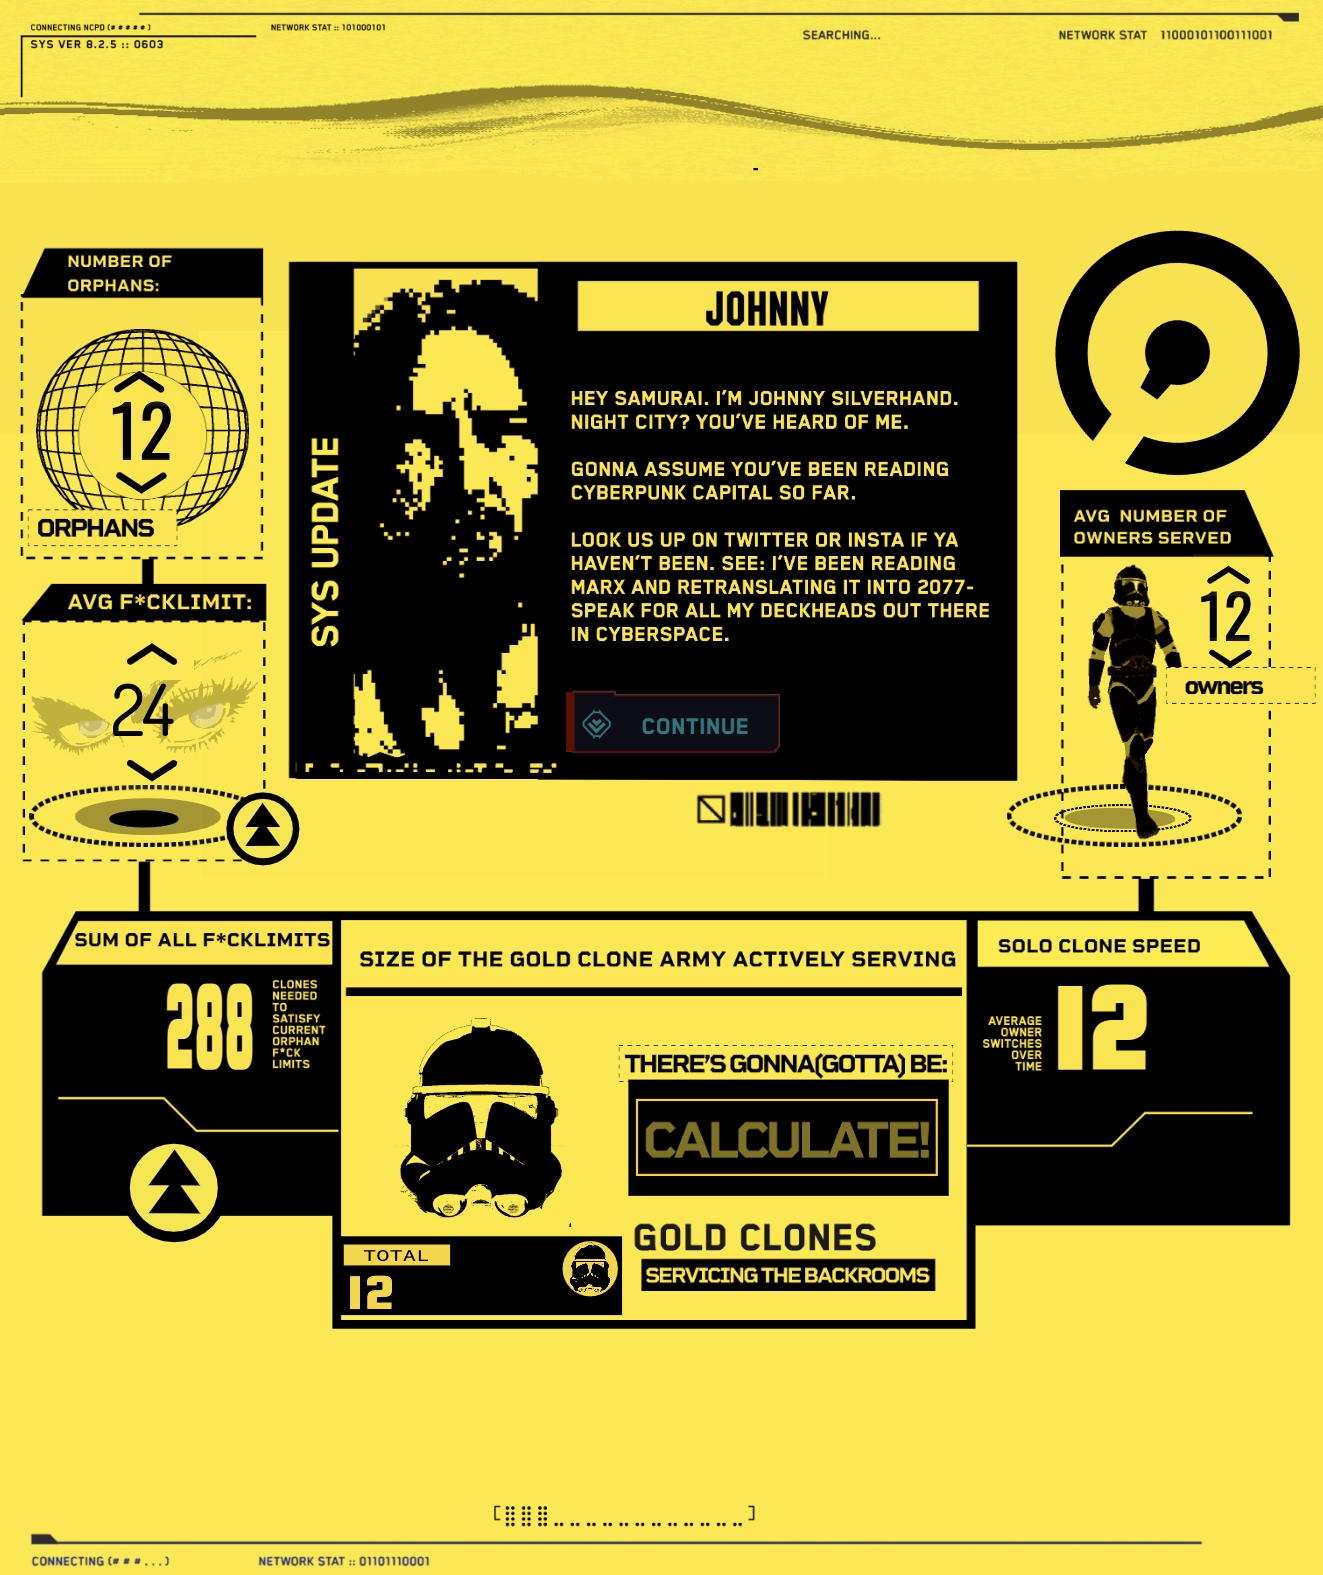 CONNECTING NCPD (# # # # # )
NETWORK STAT :: 101000101
SYS VER 8.2.5 :: 0603
SEARCHING...
NETWORK STAT 11000101100111001
NUMBER OF
ORPHANS:
12
ORPHANS
AVG F*CKLIMIT:
24
SYS UPDATE
JOHNNY
HEY SAMURAI. I'M JOHNNY SILVERHAND.
NIGHT CITY? YOU'VE HEARD OF ME.
GONNA ASSUME YOU'VE BEEN READING
CYBERPUNK CAPITAL SO FAR.
LOOK US UP ON TWITTER OR INSTA IF YA
HAVEN'T BEEN. SEE: I'VE BEEN READING
MARX AND RETRANSLATING IT INTO 2077-
SPEAK FOR ALL MY DECKHEADS OUT THERE
IN CYBERSPACE.
CONTINUE
AVG NUMBER OF
OWNERS SERVED
12
owners
SUM OF ALL F*CKLIMITS
288
CLONES
NEEDED
TO
SATISFY
CURRENT
ORPHAN
F*CK
LIMITS
SIZE OF THE GOLD CLONE ARMY ACTIVELY SERVING
THERE'S GONNA(GOTTA) BE:
CALCULATE!
GOLD CLONES
SERVICING THE BACKROOMS
TOTAL
12
SOLO CLONE SPEED
AVERAGE
OWNER
SWITCHES
OVER
TIME
12
CONNECTING (# # # . . . )
NETWORK STAT :: 01101110001